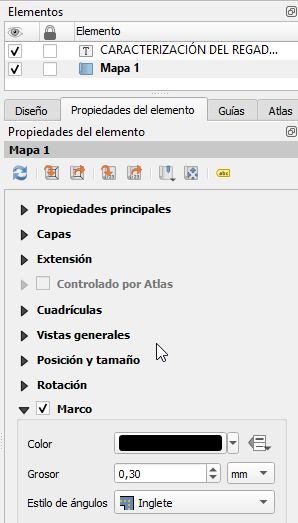 Elementos
Elemento
T CARACTERIZACIÓN DEL REGAD...
Mapa 1
Diseño Propiedades del elemento Guías Atlas
Propiedades del elemento
Mapa 1
abc
Propiedades principales
Capas
Extensión
Controlado por Atlas
Cuadrículas
Vistas generales
Posición y tamaño
Rotación
Marco
Color
Grosor 0,30 mm
Estilo de ángulos Inglete